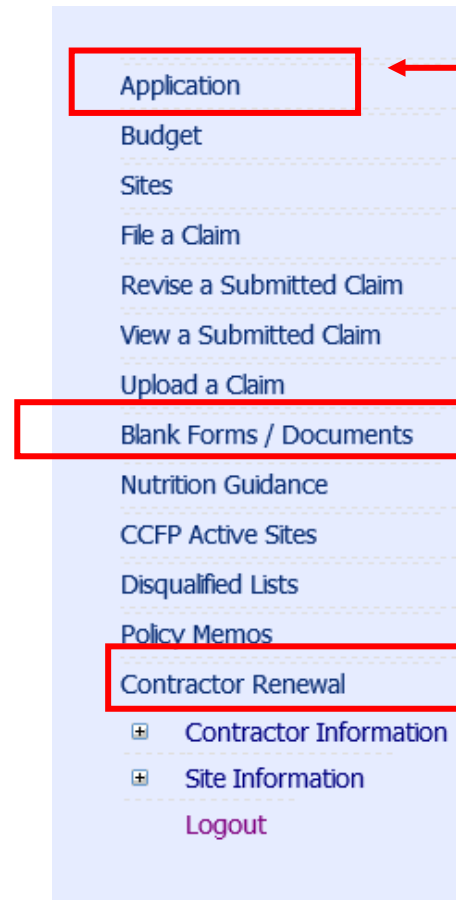 Application
Budget
Sites
File a Claim
Revise a Submitted Claim
View a Submitted Claim
Upload a Claim
Blank Forms / Documents
Nutrition Guidance
CCFP Active Sites
Disqualified Lists
Policy Memos
Contractor Renewal
Contractor Information
Site Information
Logout